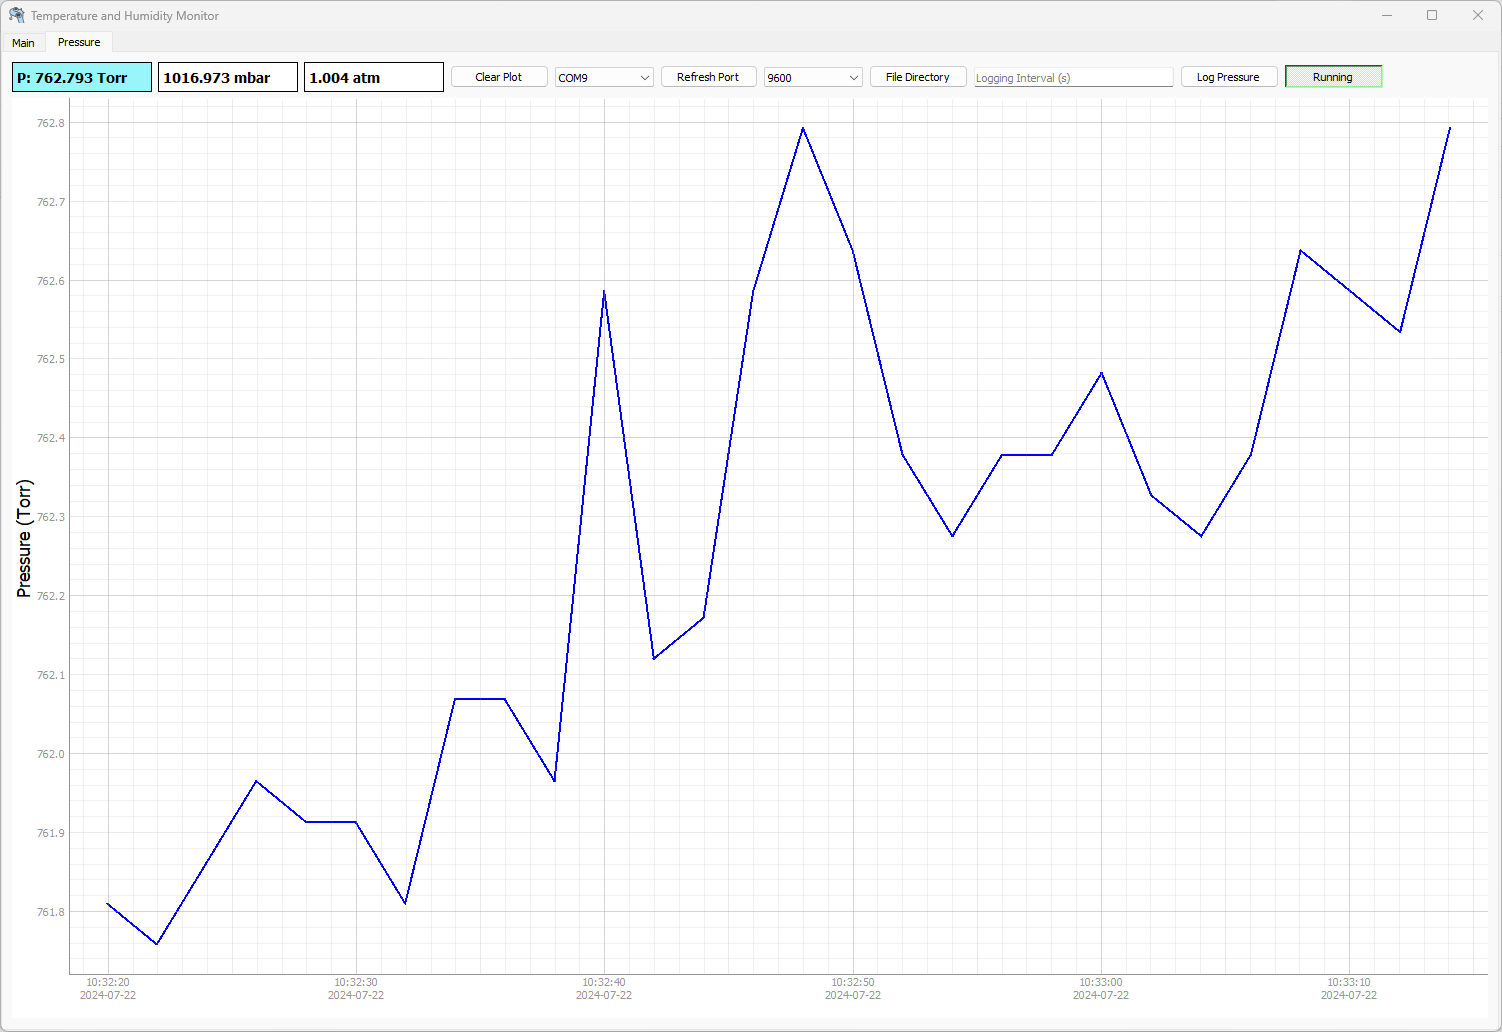 Temperature and Humidity Monitor
Main Pressure
P: 762.793 Torr 1016.973 mbar 1.004 atm Clear Plot COM9 Refresh Port 9600 File Directory Logging Interval (s) Log Pressure Running
762.8
762.7
762.6
762.5
762.4
762.3
762.2
762.1
762.0
761.9
761.8
Pressure (Torr)
10:32:20 10:32:30 10:32:40 10:32:50 10:33:00 10:33:10
2024-07-22 2024-07-22 2024-07-22 2024-07-22 2024-07-22 2024-07-22